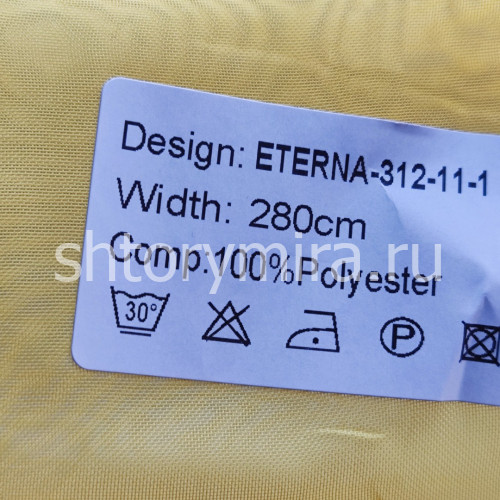 Design: ETERNA-312-11-1
Width: 280cm
shtorymira.ru
Comp:100%Polyester
30° P